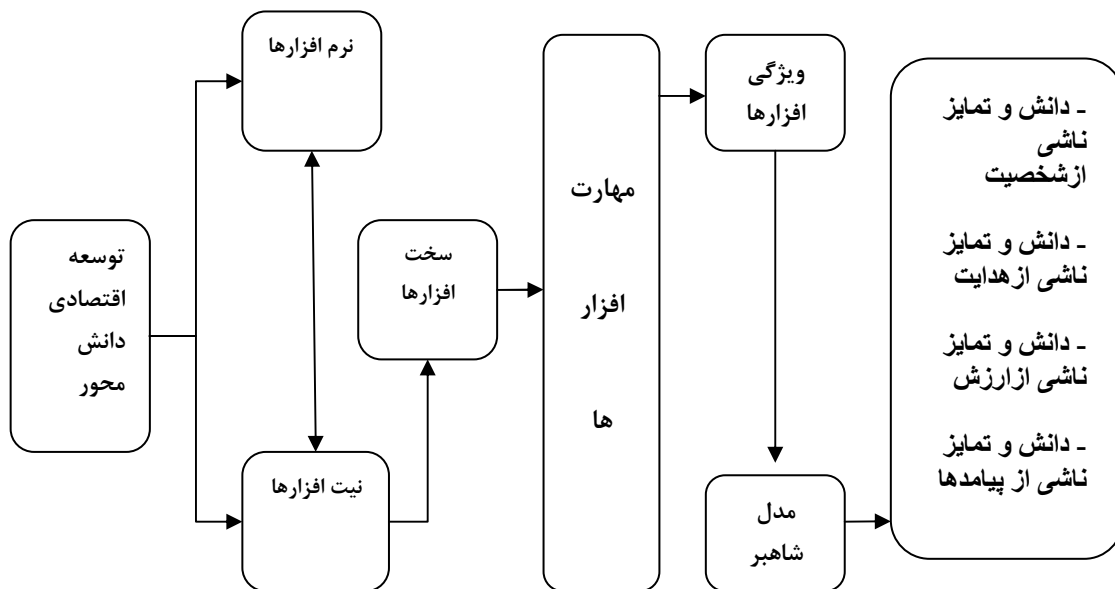 توسعه
اقتصادی
دانش
محور
نرم افزارها
نیت افزارها
سخت
افزارها
مهارت
افزار
ها
ویژگی
افزارها
مدل
شاهبر
- دانش و تمایز
ناشی
ازشخصیت
- دانش و تمایز
ناشی ازهدایت
- دانش و تمایز
ناشی ازارزش
- دانش و تمایز
ناشی از پیامدها